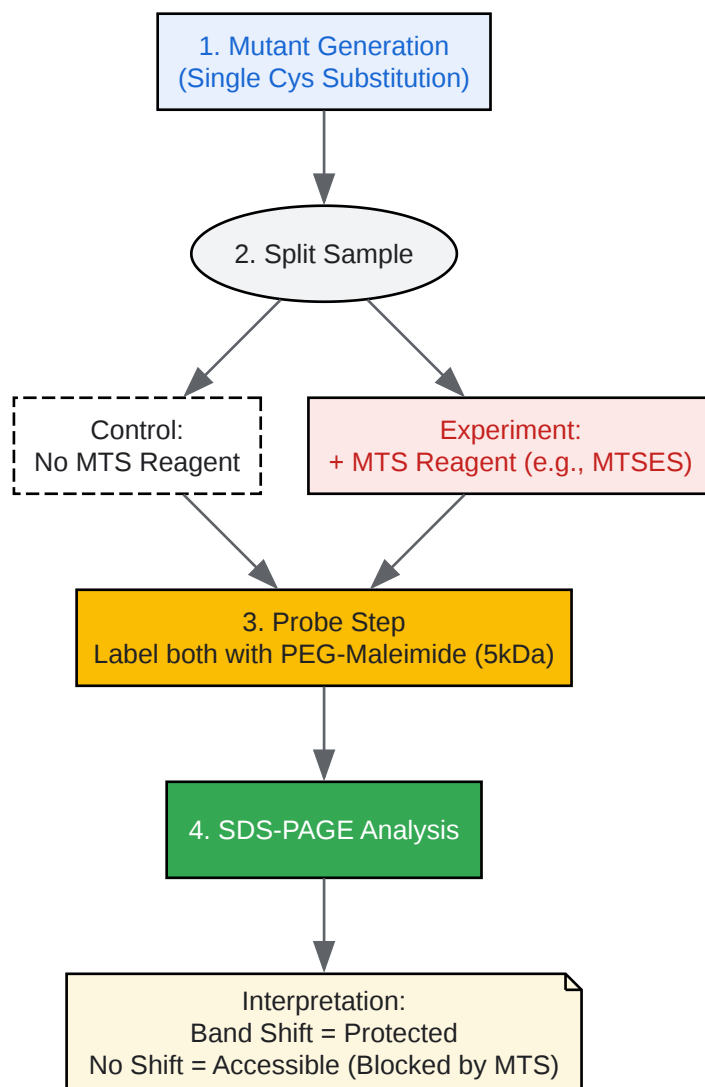 1. Mutant Generation
(Single Cys Substitution)
2. Split Sample
Control:
No MTS Reagent
Experiment:
+ MTS Reagent (e.g., MTSES)
3. Probe Step
Label both with PEG-Maleimide (5kDa)
4. SDS-PAGE Analysis
Interpretation:
Band Shift = Protected
No Shift = Accessible (Blocked by MTS)